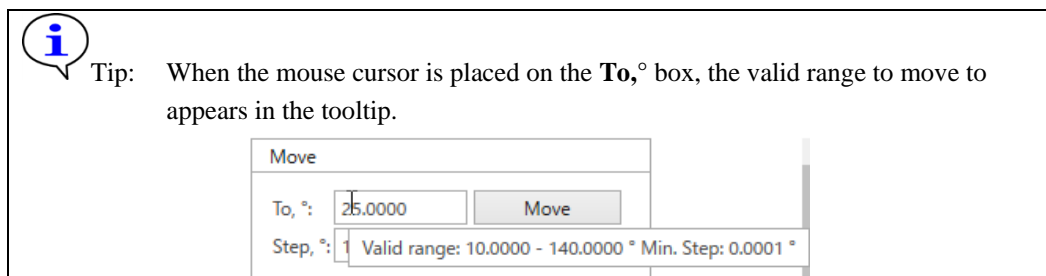 i
Tip: When the mouse cursor is placed on the To,° box, the valid range to move to
appears in the tooltip.
Move
To, °: 25.0000 Move
Step, °: 1 Valid range: 10.0000 - 140.0000 ° Min. Step: 0.0001 °